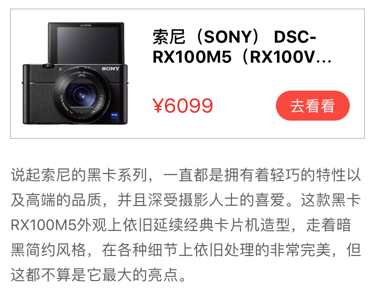 索尼（SONY） DSC-
RX100M5（RX100V...
SONY
¥6099
去看看
说起索尼的黑卡系列，一直都是拥有着轻巧的特性以
及高端的品质，并且深受摄影人士的喜爱。这款黑卡
RX100M5外观上依旧延续经典卡片机造型，走着暗
黑简约风格，在各种细节上依旧处理的非常完美，但
这都不算是它最大的亮点。